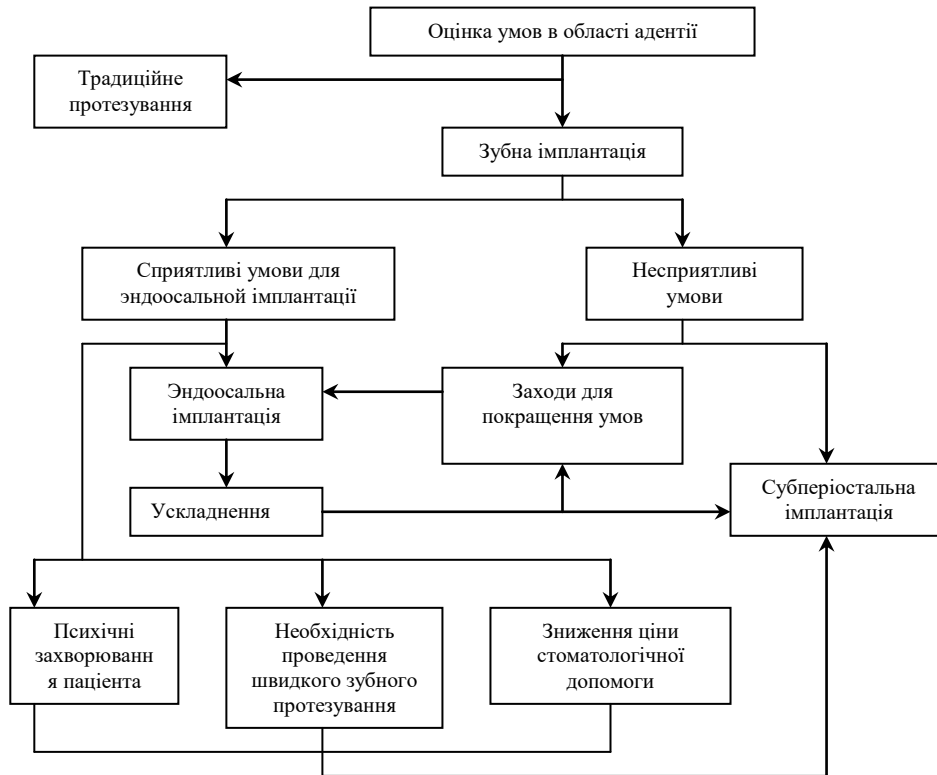 Оцінка умов в області адентії
Традиційне
протезування
Зубна імплантація
Сприятливі умови для
эндоосальной імплантації
Несприятливі
умови
Эндоосальна
імплантація
Заходи для
покращення умов
Ускладнення
Субперіостальна
імплантація
Психічні
захворюванн
я пацієнта
Необхідність
проведення
швидкого зубного
протезування
Зниження ціни
стоматологічної
допомоги